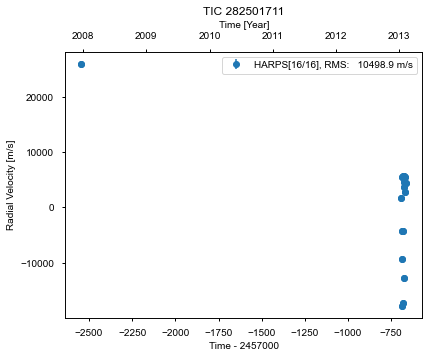 TIC 282501711
Time [Year]
2008 2009 2010 2011 2012 2013
HARPS[16/16], RMS: 10498.9 m/s
Radial Velocity [m/s]
20000
10000
0
−10000
−2500 −2250 −2000 −1750 −1500 −1250 −1000 −750
Time - 2457000